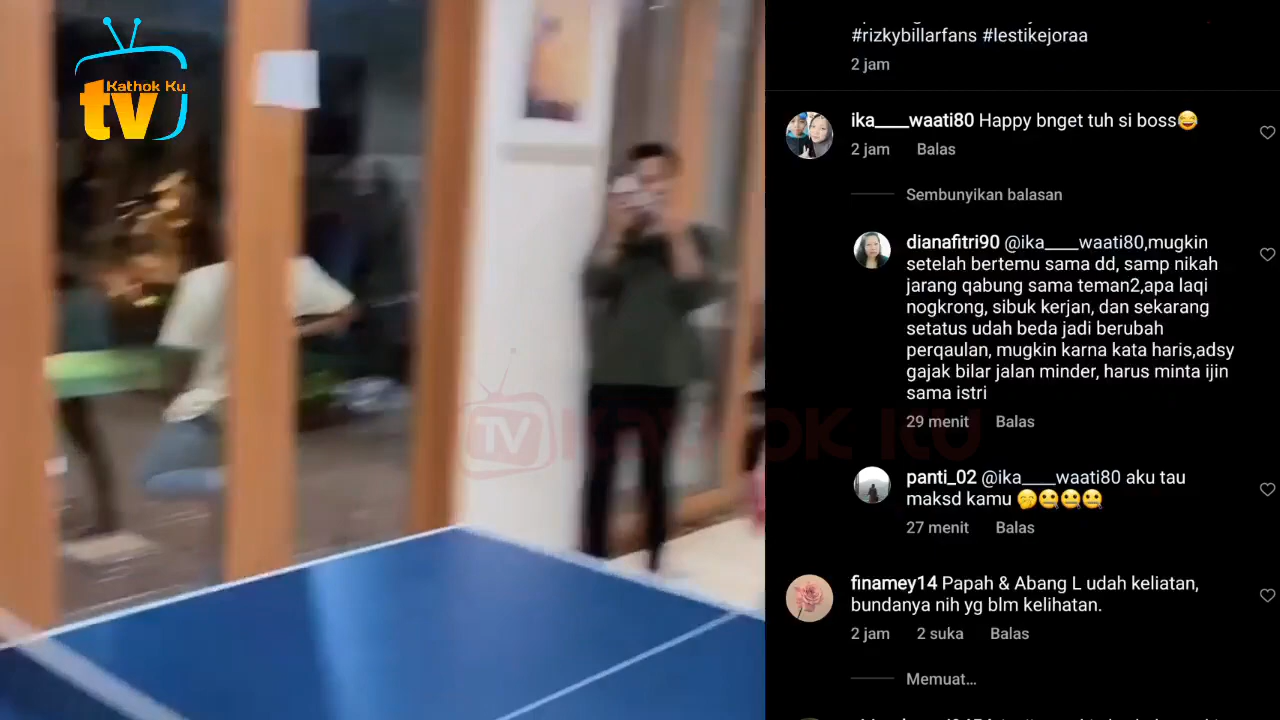 Kathok Ku
tv
TV KATHOK KU
#rizkybillarfans #lestikejoraa
2 jam
ika____waati80 Happy bnget tuh si boss😂
2 jam Balas
Sembunyikan balasan
dianafitri90 @ika____waati80,mugkin
setelah bertemu sama dd, samp nikah
jarang qabung sama teman2,apa laqi
nogkrong, sibuk kerjan, dan sekarang
setatus udah beda jadi berubah
perqaulan, mugkin karna kata haris,adsy
gajak bilar jalan minder, harus minta ijin
sama istri
29 menit Balas
panti_02 @ika____waati80 aku tau
maksd kamu 🤭🤐🤐🤐
27 menit Balas
finamey14 Papah & Abang L udah keliatan,
bundanya nih yg blm kelihatan.
2 jam 2 suka Balas
Memuat...